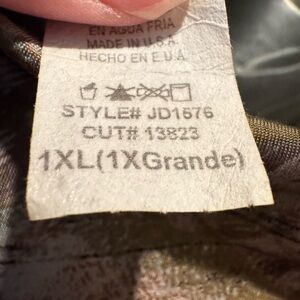 EN AGUA FRIA
MADE IN U.S.A.
HECHO EN E.U.A.
STYLE# JD1676
CUT# 13823
1XL(1XGrande)